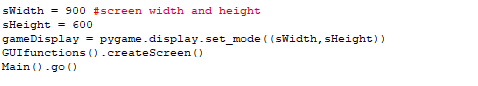 sWidth = 900 #screen width and height
sHeight = 600
gameDisplay = pygame.display.set_mode((sWidth,sHeight))
GUIfunctions().createScreen()
Main().go()